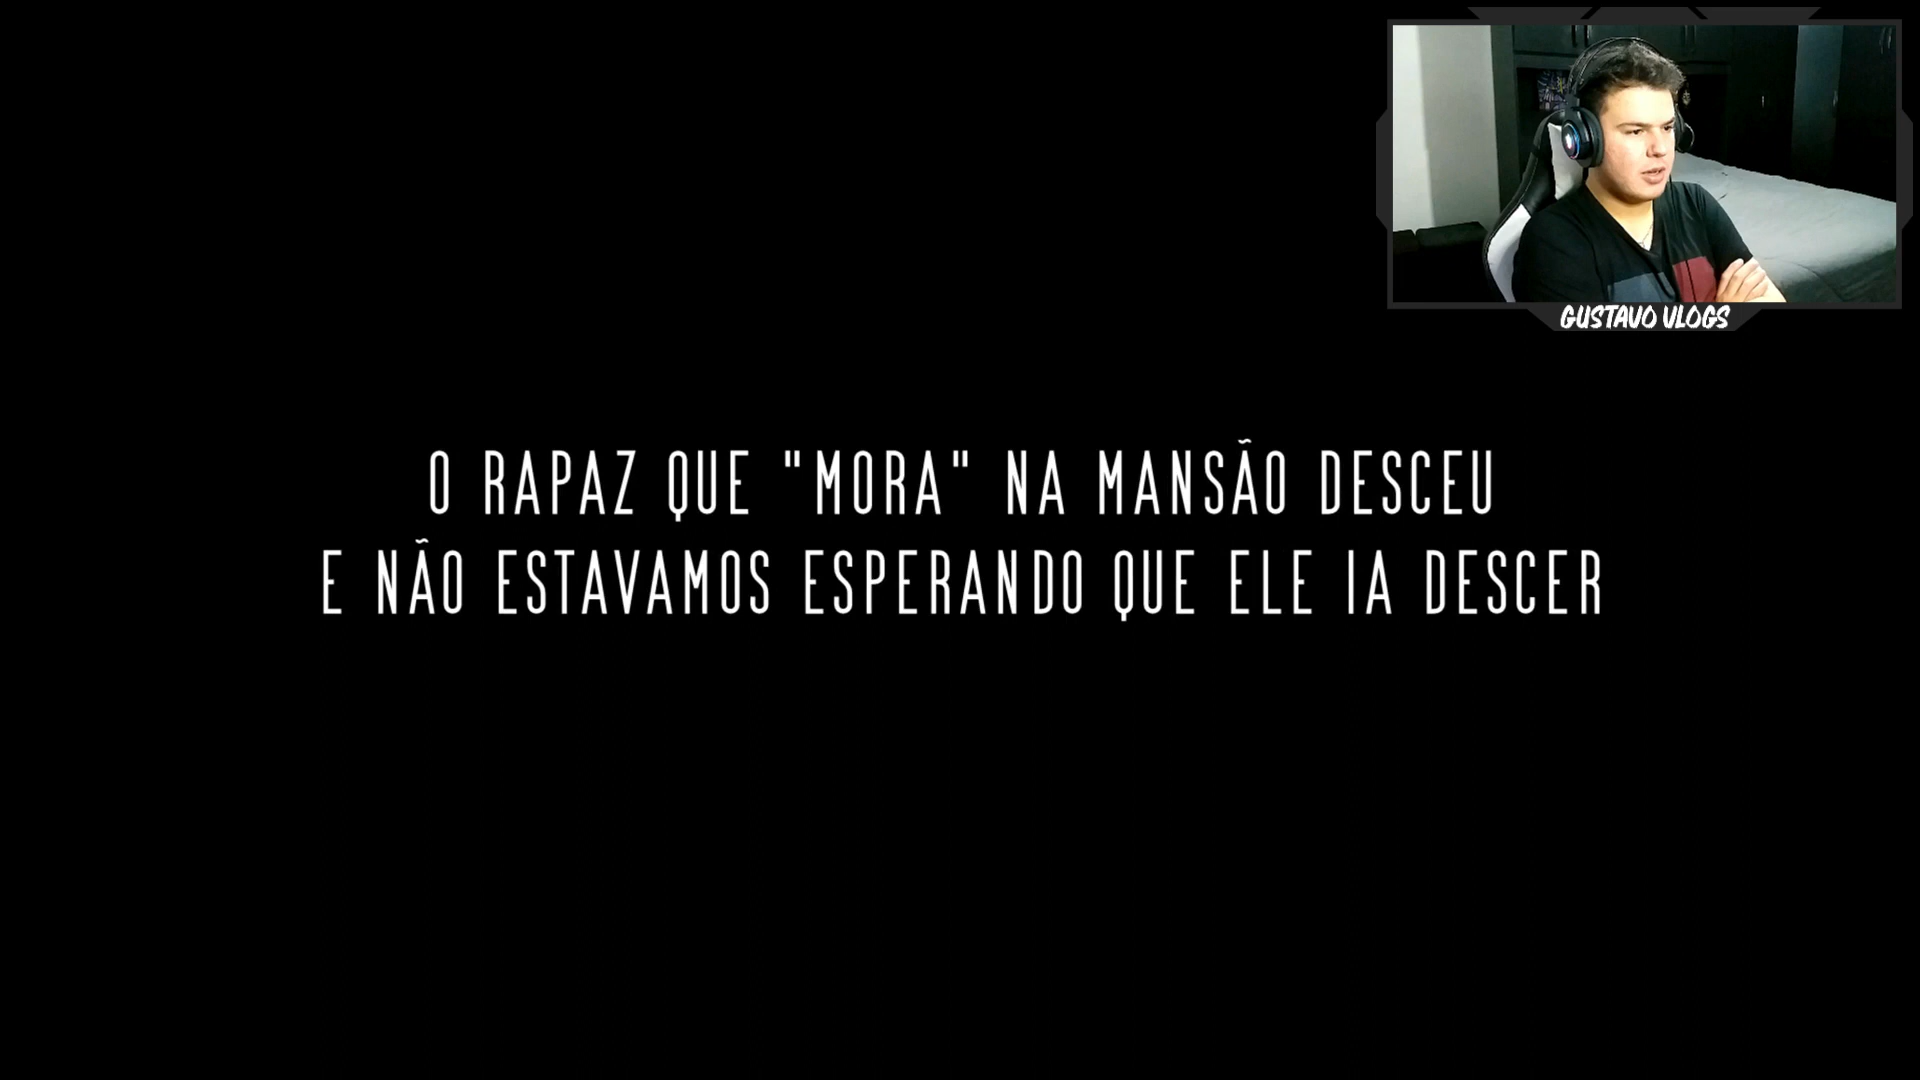 GUSTAVO VLOGS
O RAPAZ QUE "MORA" NA MANSÃO DESCEU
E NÃO ESTAVAMOS ESPERANDO QUE ELE IA DESCER